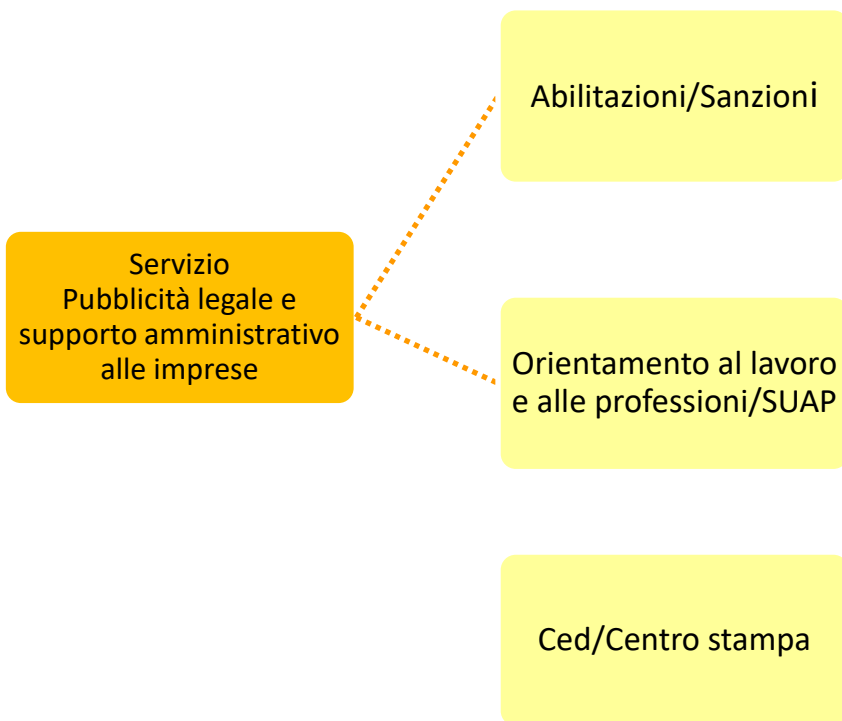 Abilitazioni/Sanzioni
Servizio
Pubblicità legale e
supporto amministrativo
alle imprese
Orientamento al lavoro
e alle professioni/SUAP
Ced/Centro stampa